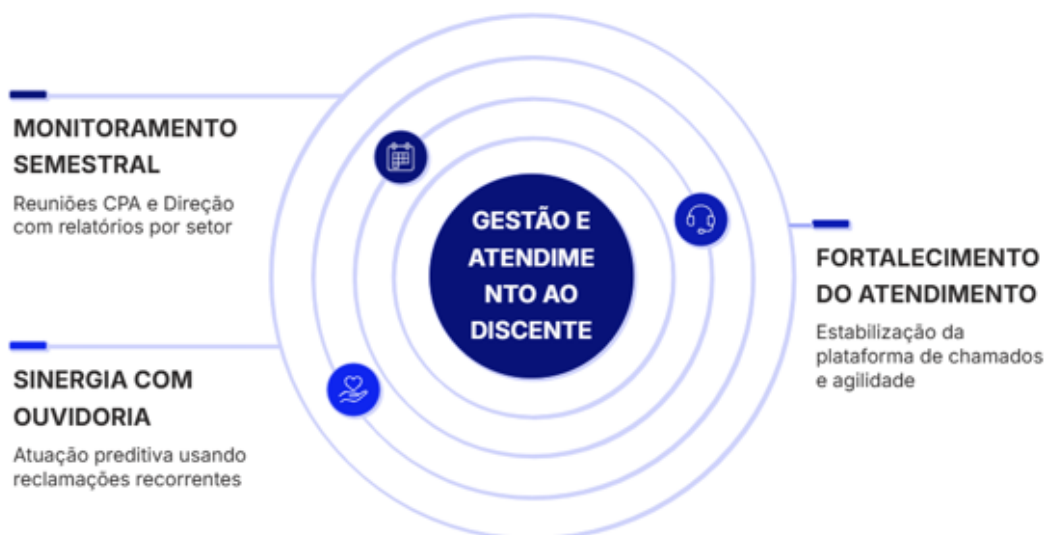 MONITORAMENTO
SEMESTRAL
Reuniões CPA e Direção
com relatórios por setor
SINERGIA COM
OUVIDORIA
Atuação preditiva usando
reclamações recorrentes
GESTÃO E
ATENDIME
NTO AO
DISCENTE
FORTALECIMENTO
DO ATENDIMENTO
Estabilização da
plataforma de chamados
e agilidade